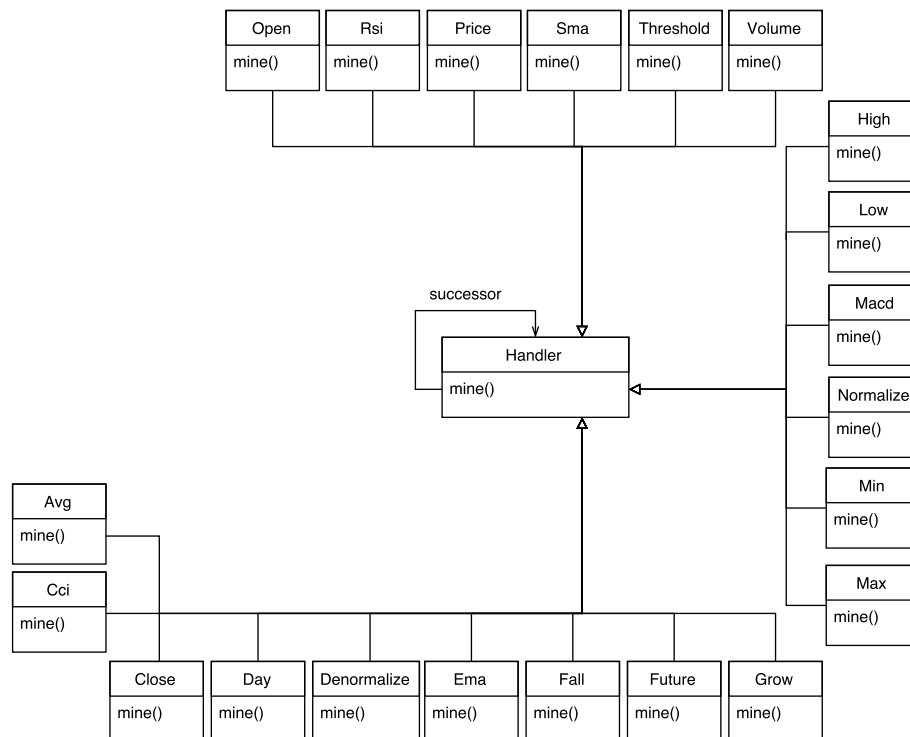 Open
mine()
Rsi
mine()
Price
mine()
Sma
mine()
Threshold
mine()
Volume
mine()
High
mine()
Low
mine()
Macd
mine()
Normalize
mine()
Min
mine()
Max
mine()
successor
Handler
mine()
Avg
mine()
Cci
mine()
Close
mine()
Day
mine()
Denormalize
mine()
Ema
mine()
Fall
mine()
Future
mine()
Grow
mine()